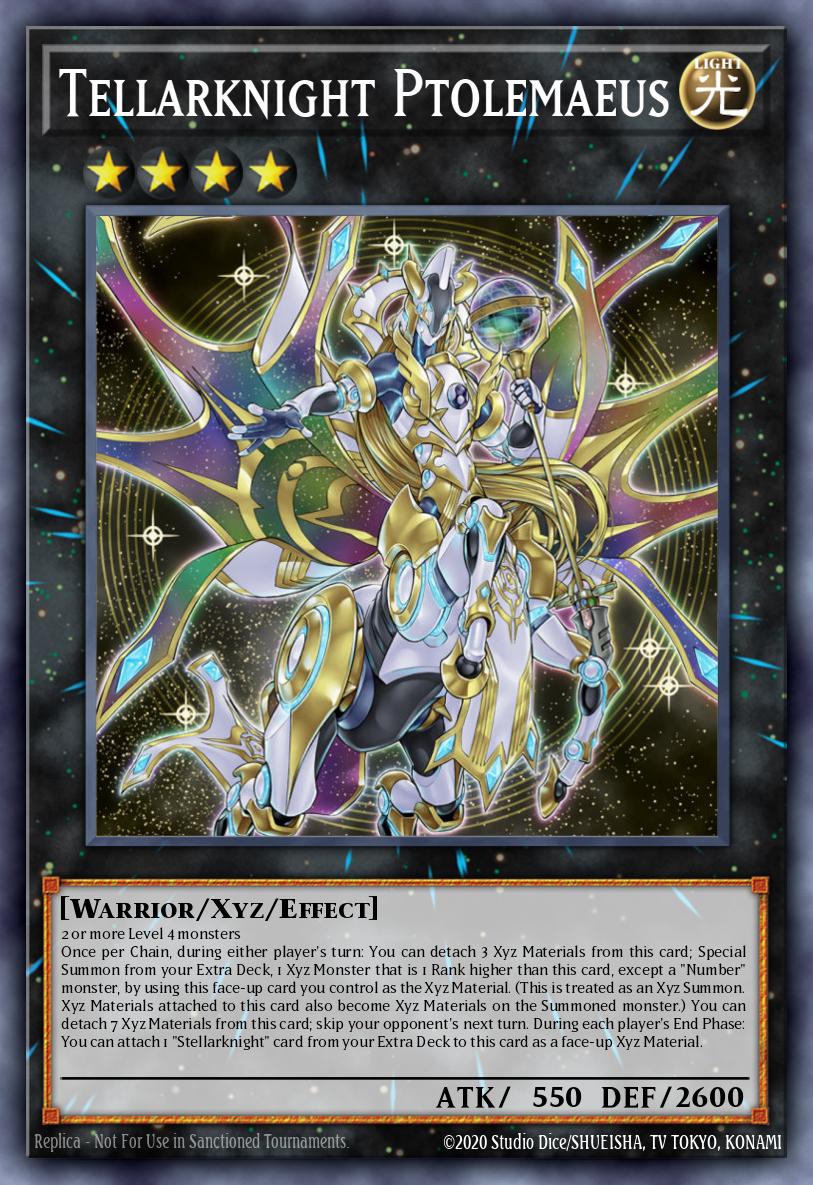 Tellarknight Ptolemaeus
LIGHT
光
[Warrior/Xyz/Effect]
2 or more Level 4 monsters
Once per Chain, during either player's turn: You can detach 3 Xyz Materials from this card; Special
Summon from your Extra Deck, 1 Xyz Monster that is 1 Rank higher than this card, except a "Number"
monster, by using this face-up card you control as the Xyz Material. (This is treated as an Xyz Summon.
Xyz Materials attached to this card also become Xyz Materials on the Summoned monster.) You can
detach 7 Xyz Materials from this card; skip your opponent's next turn. During each player's End Phase:
You can attach 1 "Stellarknight" card from your Extra Deck to this card as a face-up Xyz Material.
ATK/ 550 DEF/2600
Replica - Not For Use in Sanctioned Tournaments.
©2020 Studio Dice/SHUEISHA, TV TOKYO, KONAMI